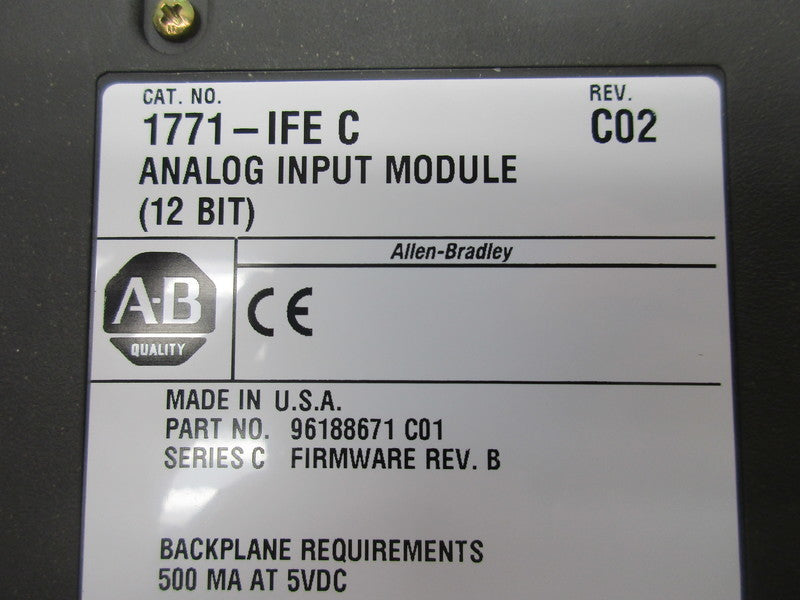 CAT. NO.
REV.
1771-IFE C
C02
ANALOG INPUT MODULE
(12 BIT)
Allen-Bradley
A-B
QUALITY
CE
MADE IN U.S.A.
PART NO. 96188671 C01
SERIES C FIRMWARE REV. B
BACKPLANE REQUIREMENTS
500 MA AT 5VDC